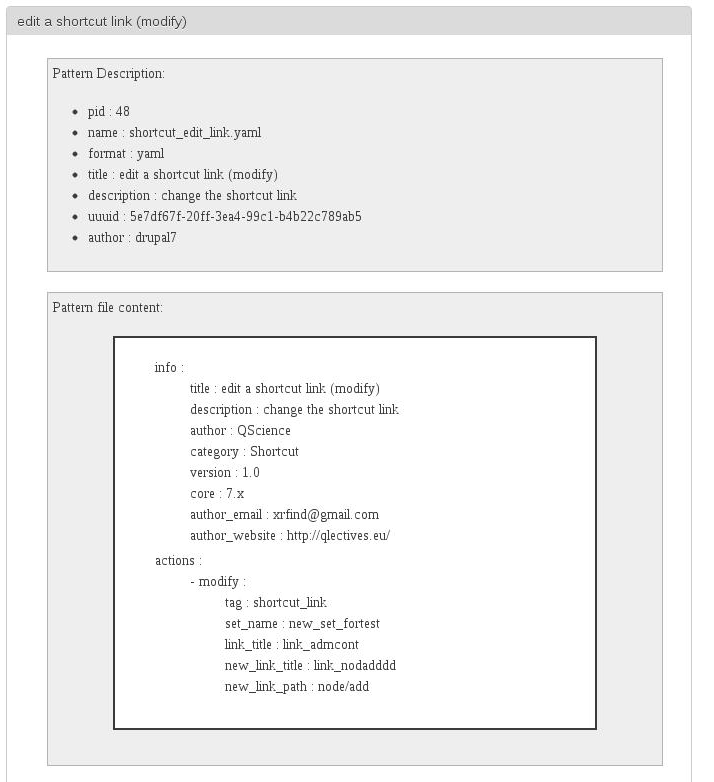 edit a shortcut link (modify)
Pattern Description:
• pid : 48
• name : shortcut_edit_link.yaml
• format : yaml
• title : edit a shortcut link (modify)
• description : change the shortcut link
• uuuid : 5e7df67f-20ff-3ea4-99c1-b4b22c789ab5
• author : drupal7
Pattern file content:
info :
title : edit a shortcut link (modify)
description : change the shortcut link
author : QScience
category : Shortcut
version : 1.0
core : 7.x
author_email : xrfind@gmail.com
author_website : http://qlectives.eu/
actions :
- modify :
tag : shortcut_link
set_name : new_set_fortest
link_title : link_admcont
new_link_title : link_nodadddd
new_link_path : node/add